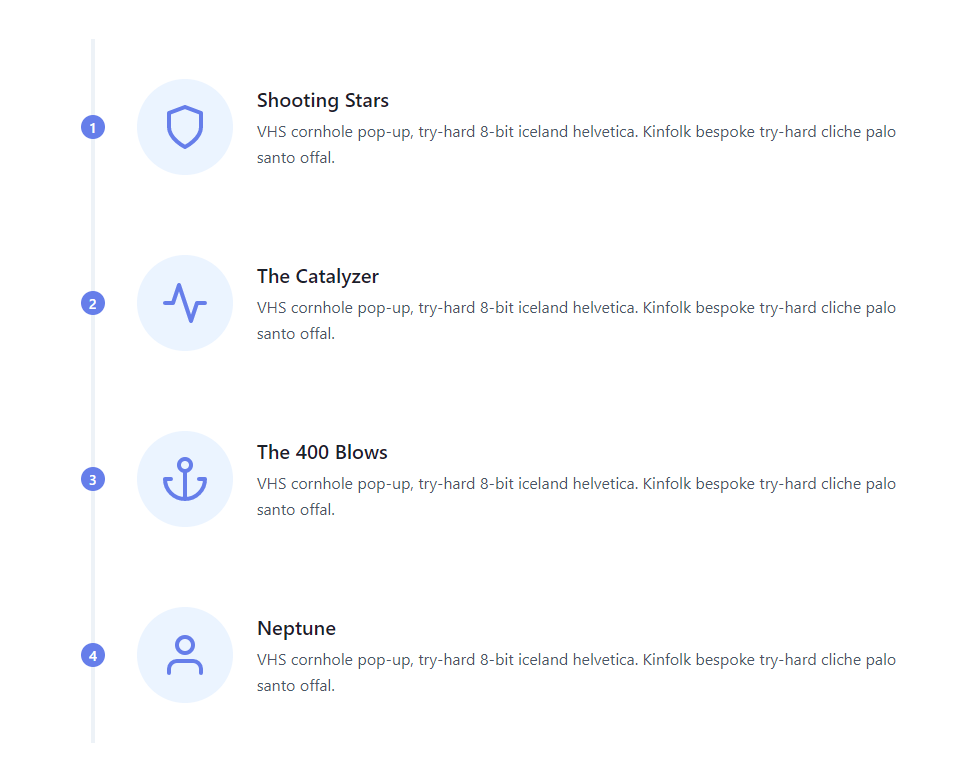 1
Shooting Stars
VHS cornhole pop-up, try-hard 8-bit iceland helvetica. Kinfolk bespoke try-hard cliche palo
santo offal.
2
The Catalyzer
VHS cornhole pop-up, try-hard 8-bit iceland helvetica. Kinfolk bespoke try-hard cliche palo
santo offal.
3
The 400 Blows
VHS cornhole pop-up, try-hard 8-bit iceland helvetica. Kinfolk bespoke try-hard cliche palo
santo offal.
4
Neptune
VHS cornhole pop-up, try-hard 8-bit iceland helvetica. Kinfolk bespoke try-hard cliche palo
santo offal.